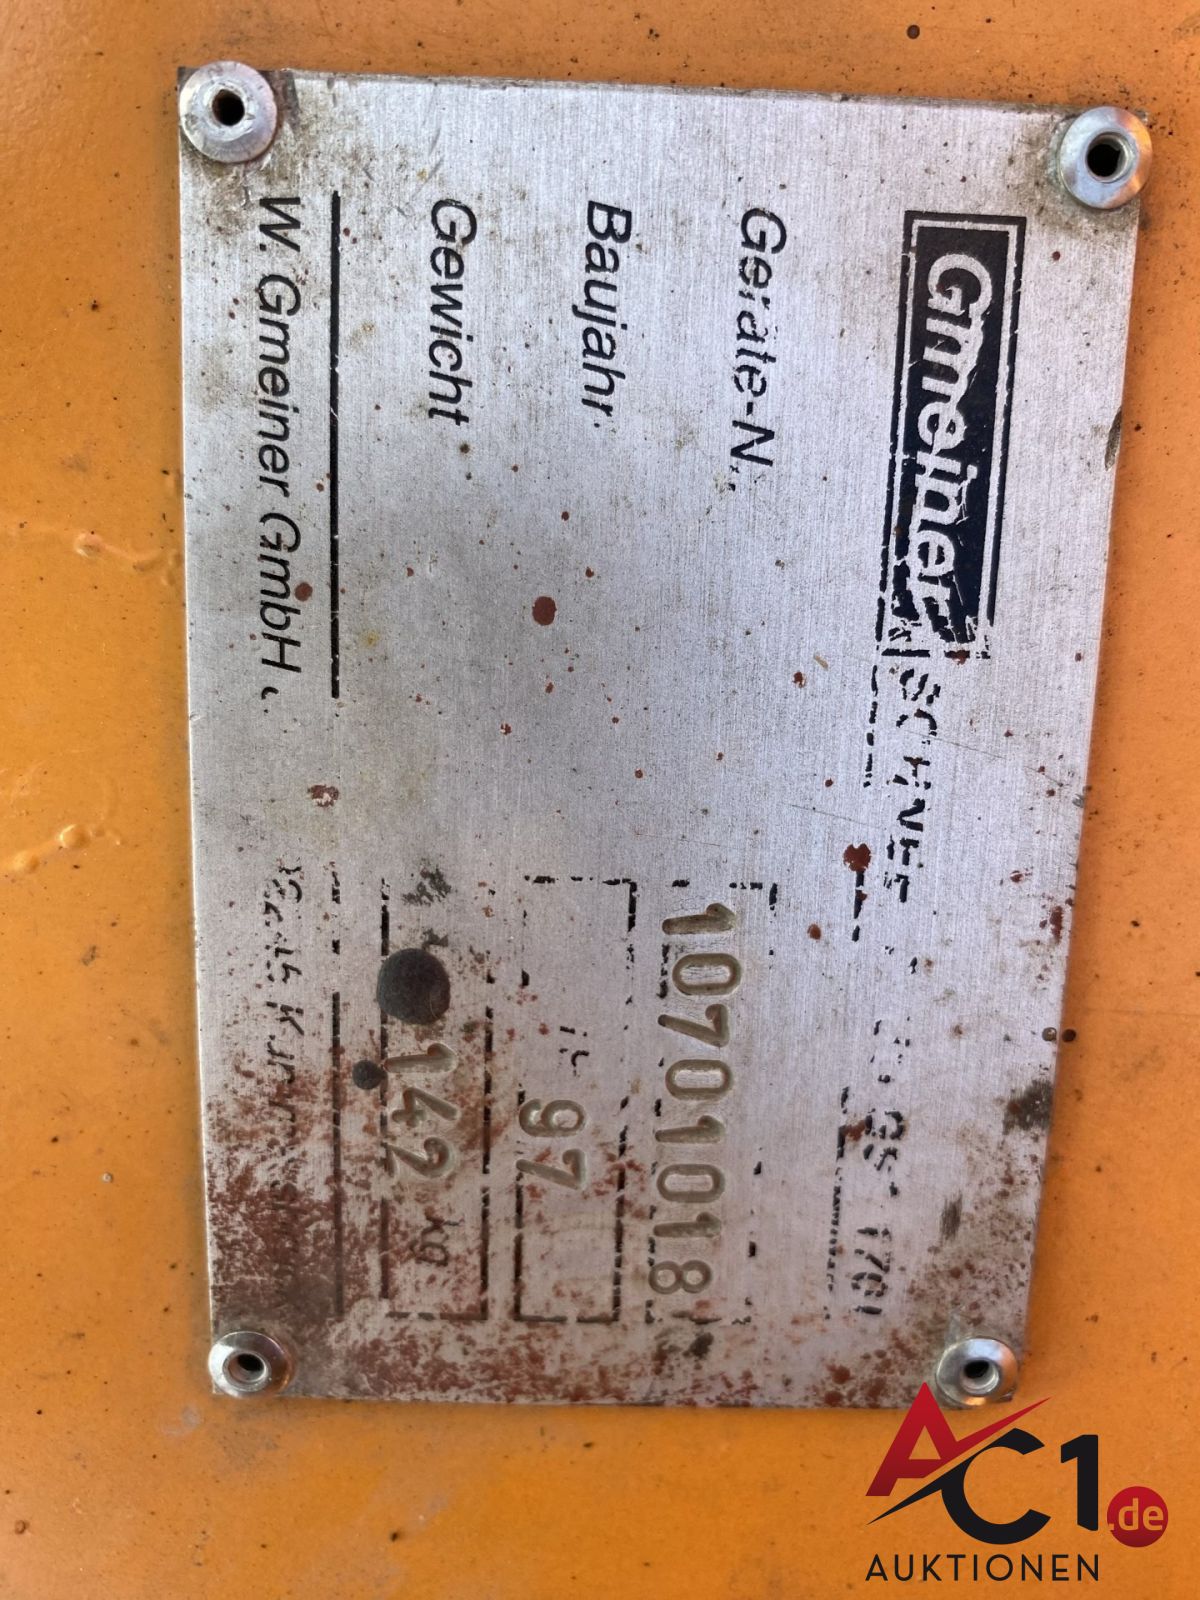 Gmeiner
Geräte-N 10701018
Baujahr 97
Gewicht 142 kg
W. Gmeiner GmbH
AC1.de
AUKTIONEN